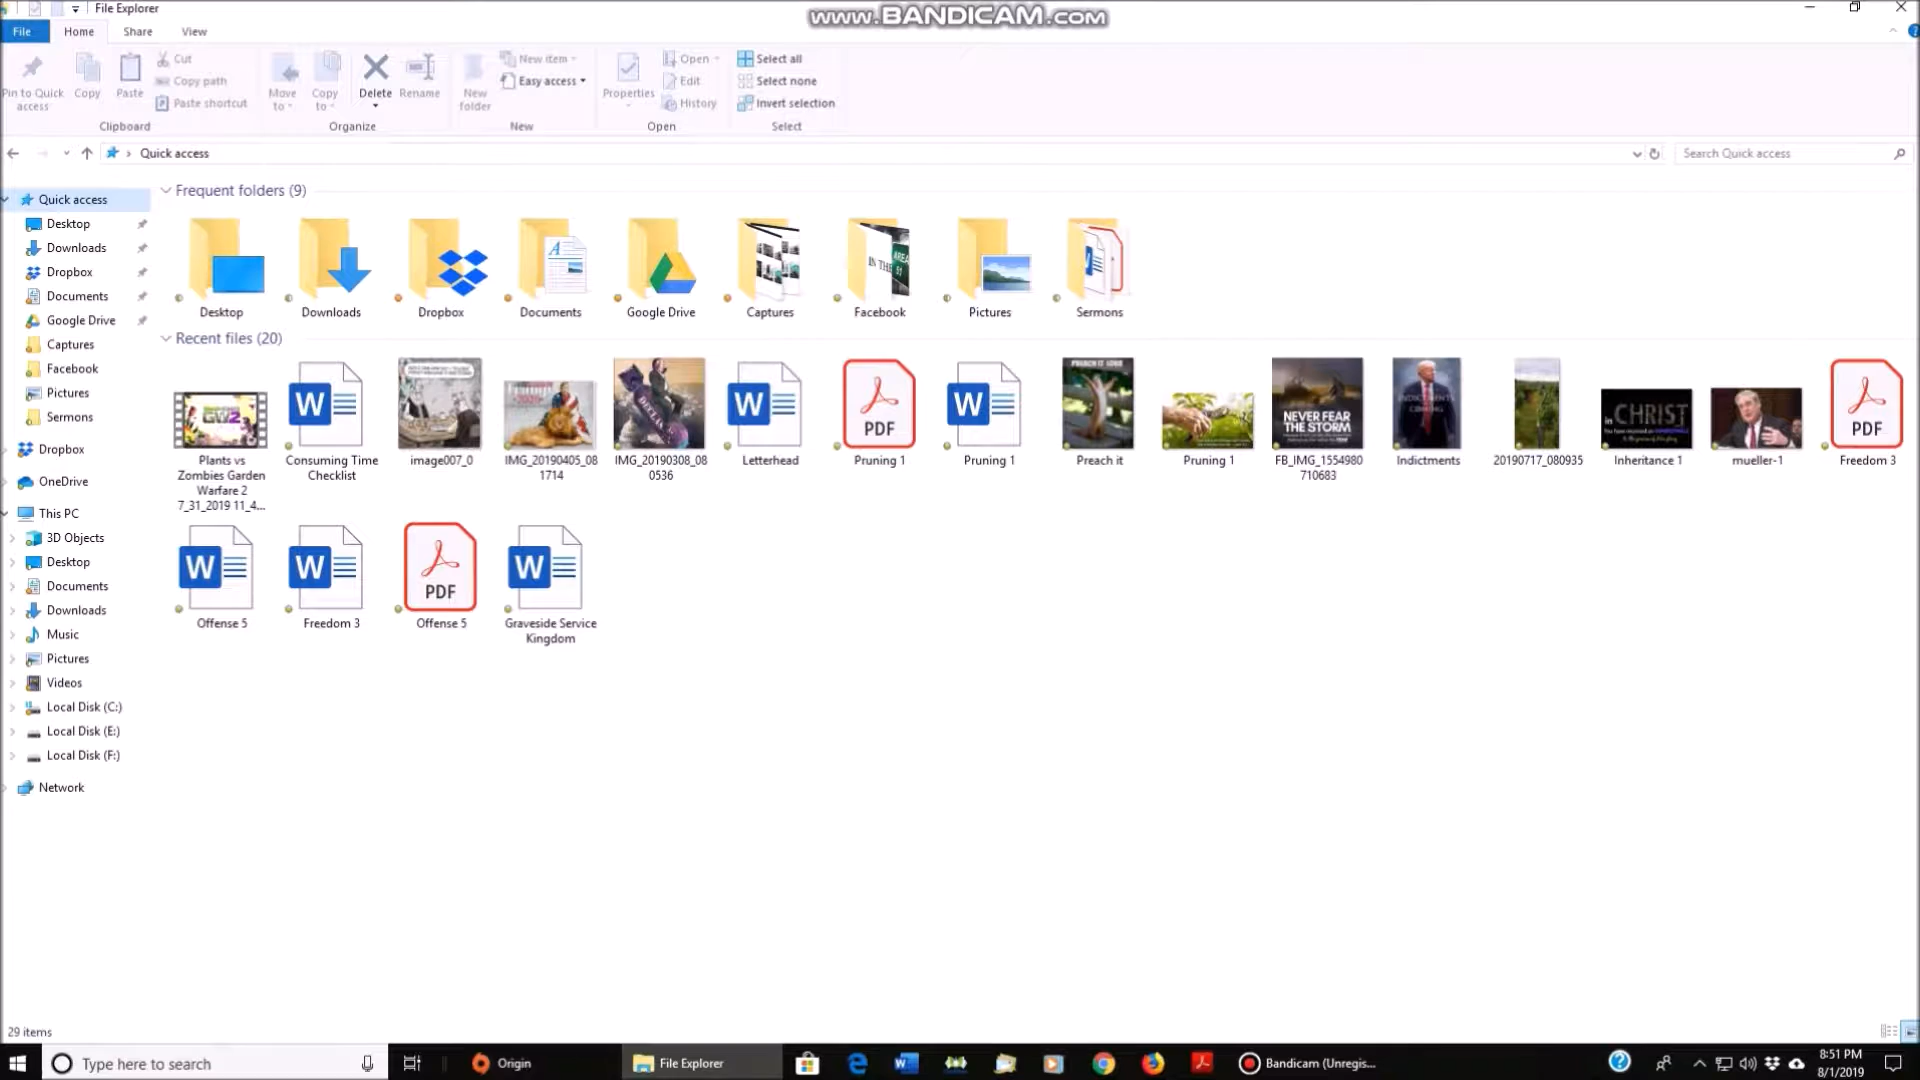 File Explorer
www.BANDICAM.com
File Home Share View
Pin to Quick access
Copy
Paste
Cut
Copy path
Paste shortcut
Clipboard
Move to
Copy to
Delete
Rename
Organize
New folder
New item
Easy access
New
Properties
Open
Edit
History
Open
Select all
Select none
Invert selection
Select
Quick access
Search Quick access
Quick access
Desktop
Downloads
Dropbox
Documents
Google Drive
Captures
Facebook
Pictures
Sermons
Dropbox
OneDrive
This PC
3D Objects
Desktop
Documents
Downloads
Music
Pictures
Videos
Local Disk (C:)
Local Disk (E:)
Local Disk (F:)
Network
Frequent folders (9)
Desktop
Downloads
Dropbox
Documents
Google Drive
Captures
Facebook
Pictures
Sermons
Recent files (20)
Plants vs
Zombies Garden
Warfare 2
7_31_2019 11_4...
Consuming Time
Checklist
image007_0
IMG_20190405_08
1714
IMG_20190308_08
0536
Letterhead
PDF
Pruning 1
Pruning 1
PREACH IT LOUD
Preach it
Pruning 1
NEVER FEAR
THE STORM
FB_IMG_1554980
710683
Indictments
20190717_080935
in CHRIST
Inheritance 1
mueller-1
PDF
Freedom 3
Offense 5
Freedom 3
PDF
Offense 5
Graveside Service
Kingdom
29 items
Type here to search
Origin
File Explorer
Bandicam (Unregis...
8:51 PM
8/1/2019